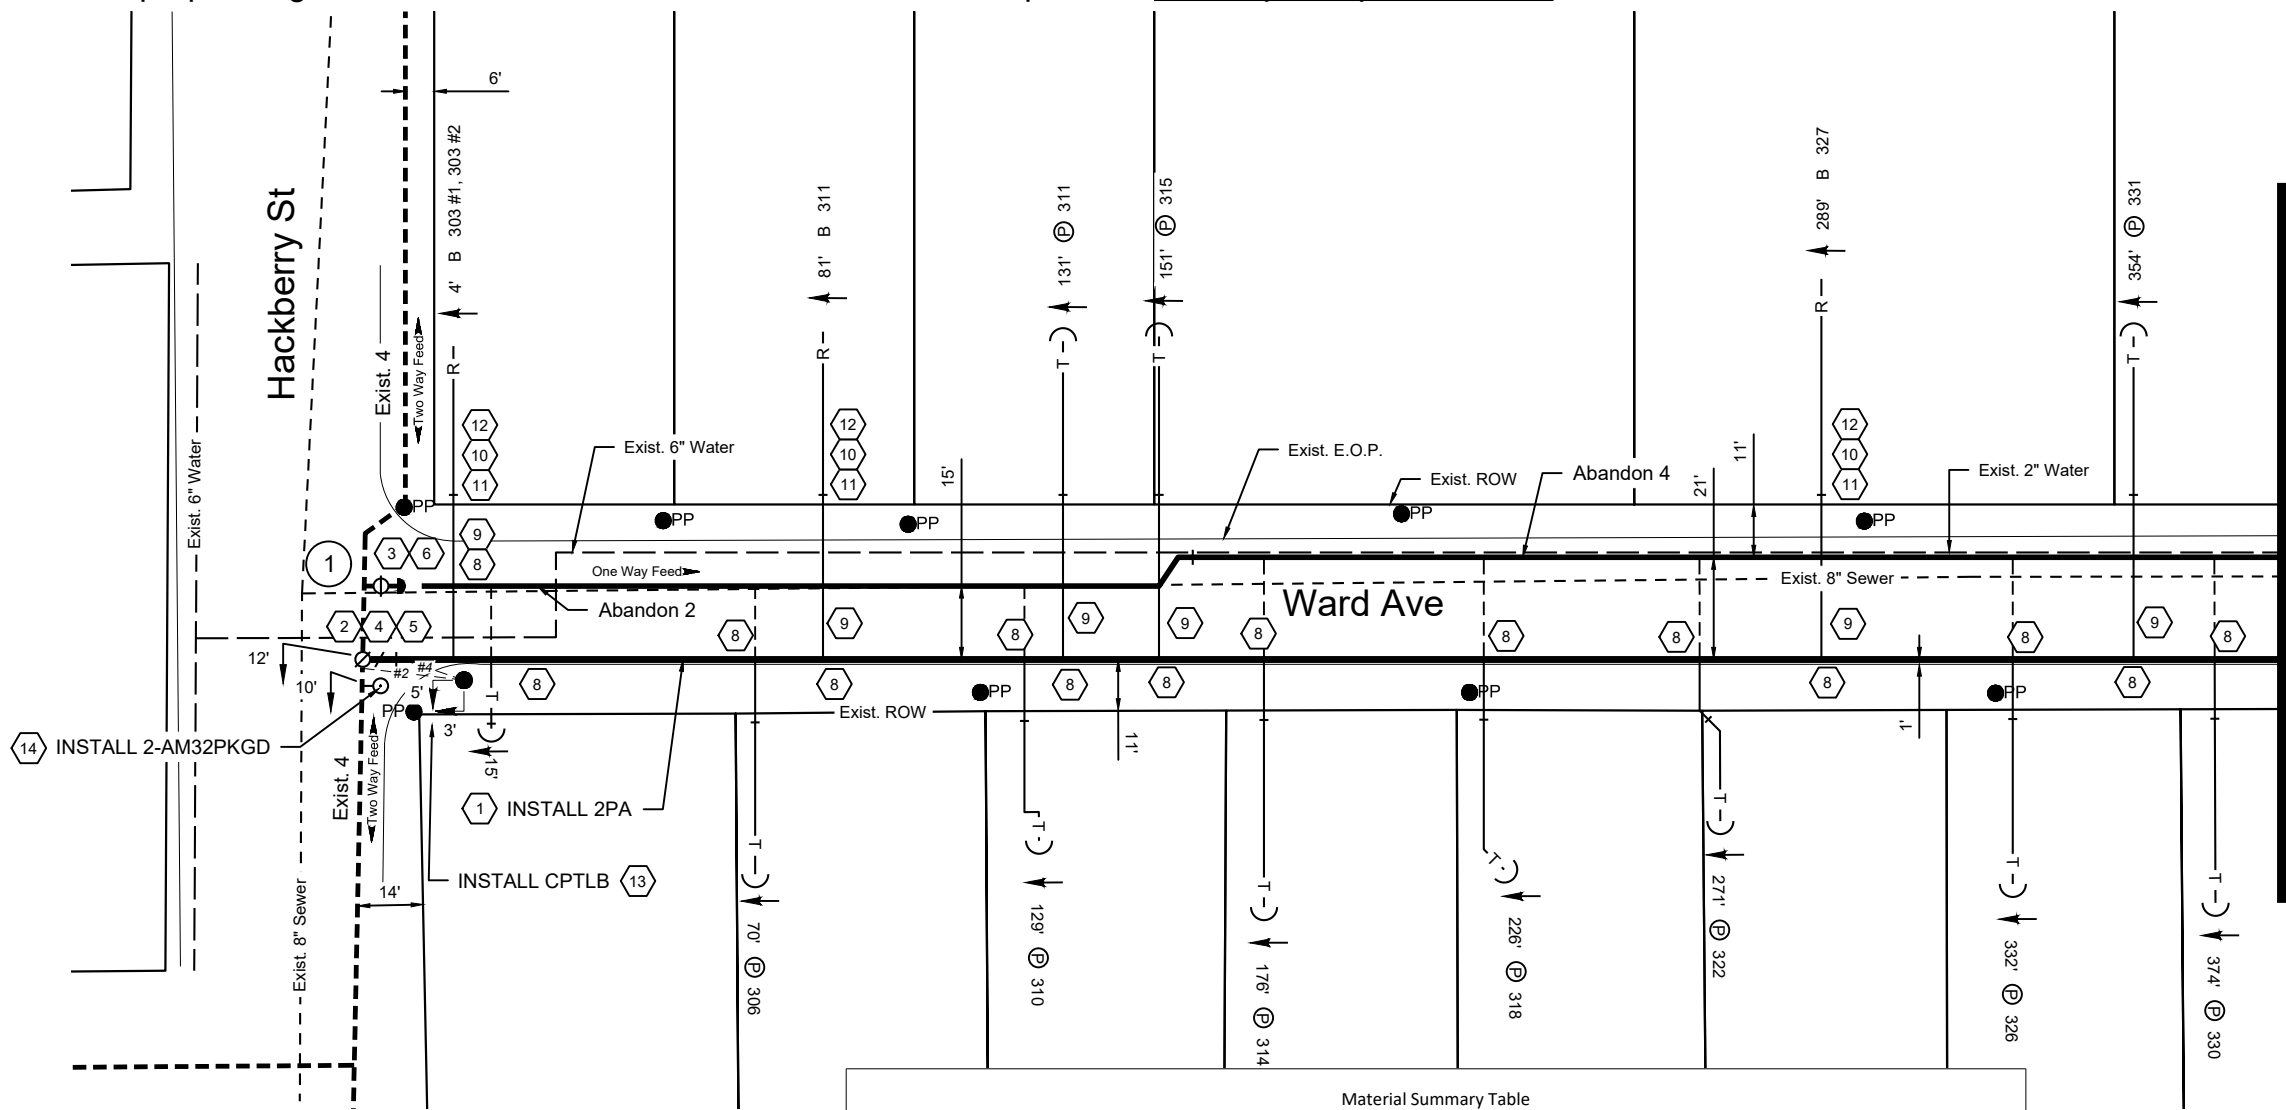 6'
Hackberry St
Exist. 4
Two Way Feed
Exist. 6" Water
4' B 303 #1, 303 #2
R
81' B 311
R
131' P 311
T
151' P 315
T
289' B 327
R
354' P 331
T
12
10
11
9
8
12
10
11
12
10
11
Exist. 6" Water
15'
Exist. E.O.P.
Exist. ROW
Abandon 4
21'
11'
Exist. 2" Water
PP
PP
PP
PP
PP
1
3
6
One Way Feed
Abandon 2
Ward Ave
Exist. 8" Sewer
2
4
5
8
9
8
9
9
8
8
8
9
8
9
8
12'
10'
#2
#4
5'
3'
PP
8
8
PP
8
8
PP
8
PP
8
Exist. ROW
11'
1'
14 INSTALL 2-AM32PKGD
Exist. 4
Two Way Feed
T
15'
1 INSTALL 2PA
INSTALL CPTLB 13
14'
Exist. 8" Sewer
T
70' P 306
T
129' P 310
T
176' P 314
T
226' P 318
T
271' P 322
T
332' P 326
T
374' P 330
Material Summary Table